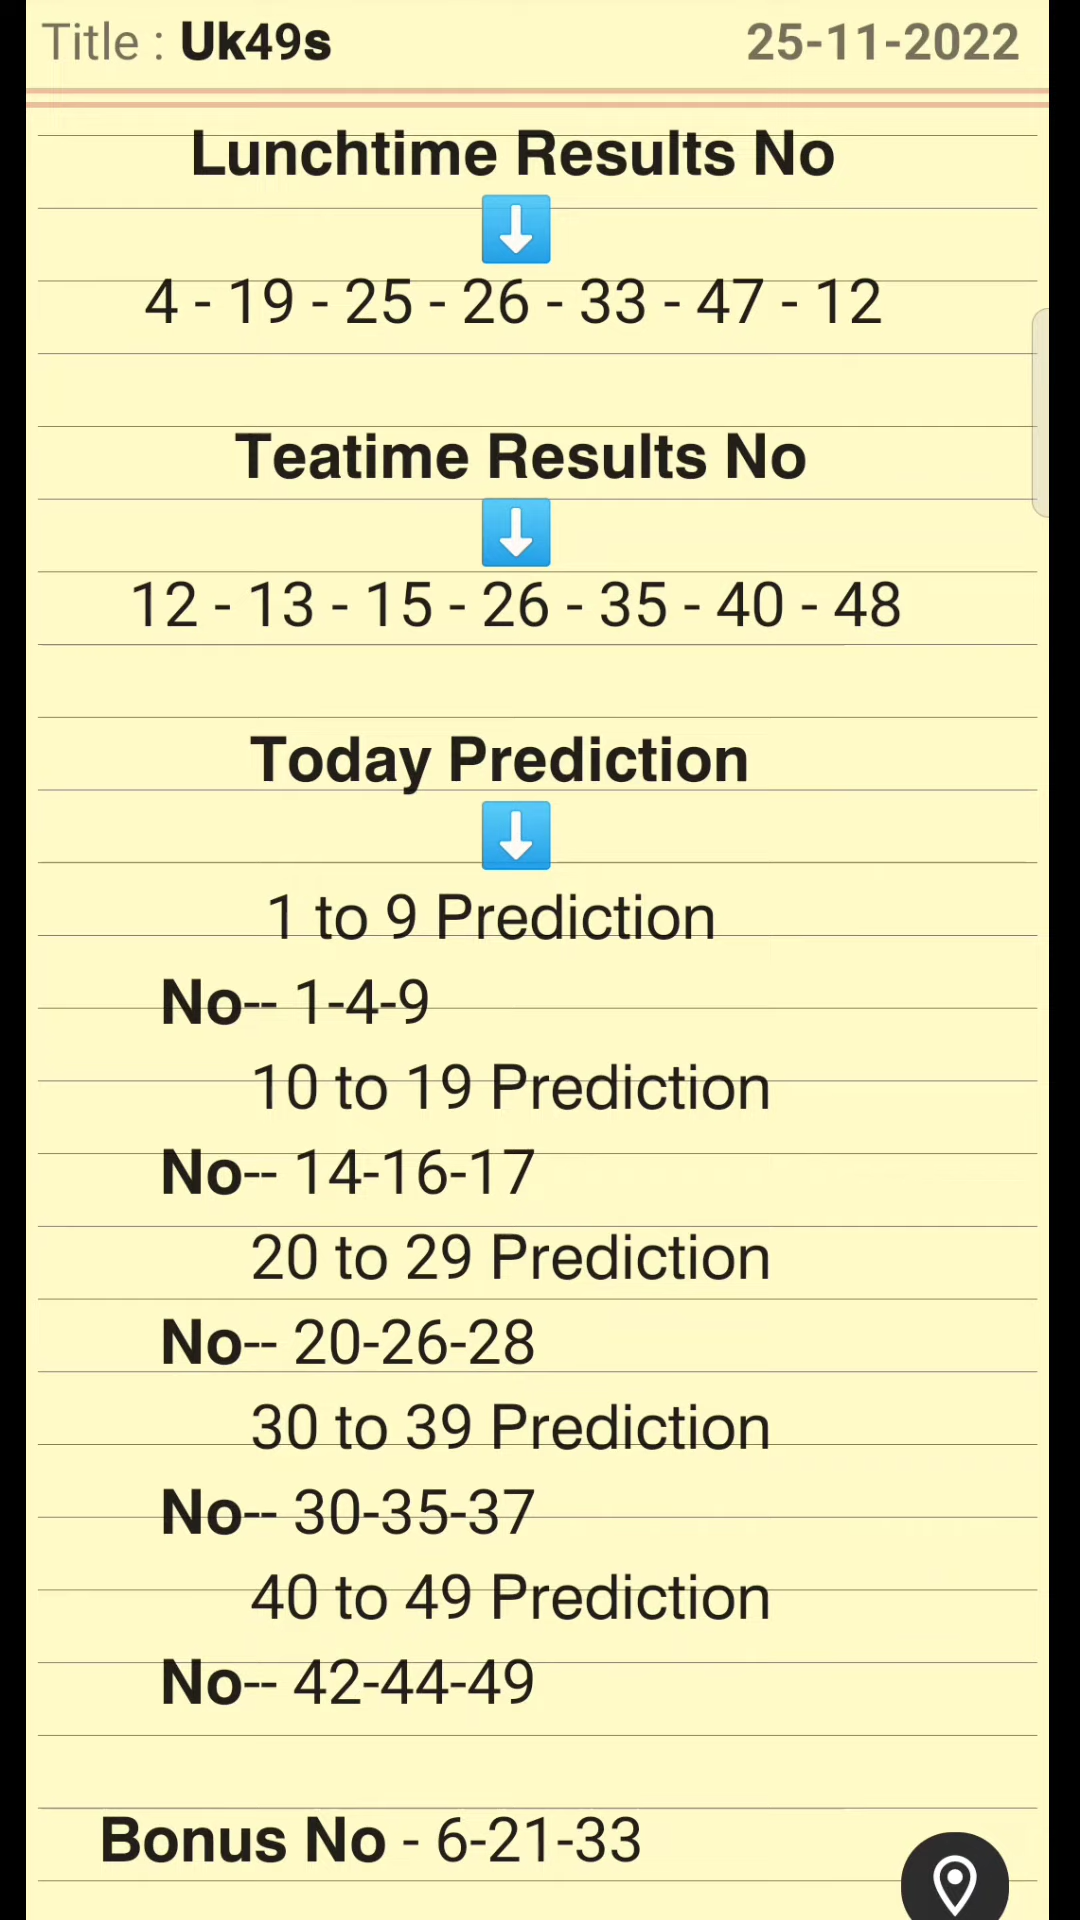 Title : Uk49s 25-11-2022
Lunchtime Results No
⬇️
4 - 19 - 25 - 26 - 33 - 47 - 12
Teatime Results No
⬇️
12 - 13 - 15 - 26 - 35 - 40 - 48
Today Prediction
⬇️
1 to 9 Prediction
No-- 1-4-9
10 to 19 Prediction
No-- 14-16-17
20 to 29 Prediction
No-- 20-26-28
30 to 39 Prediction
No-- 30-35-37
40 to 49 Prediction
No-- 42-44-49
Bonus No - 6-21-33